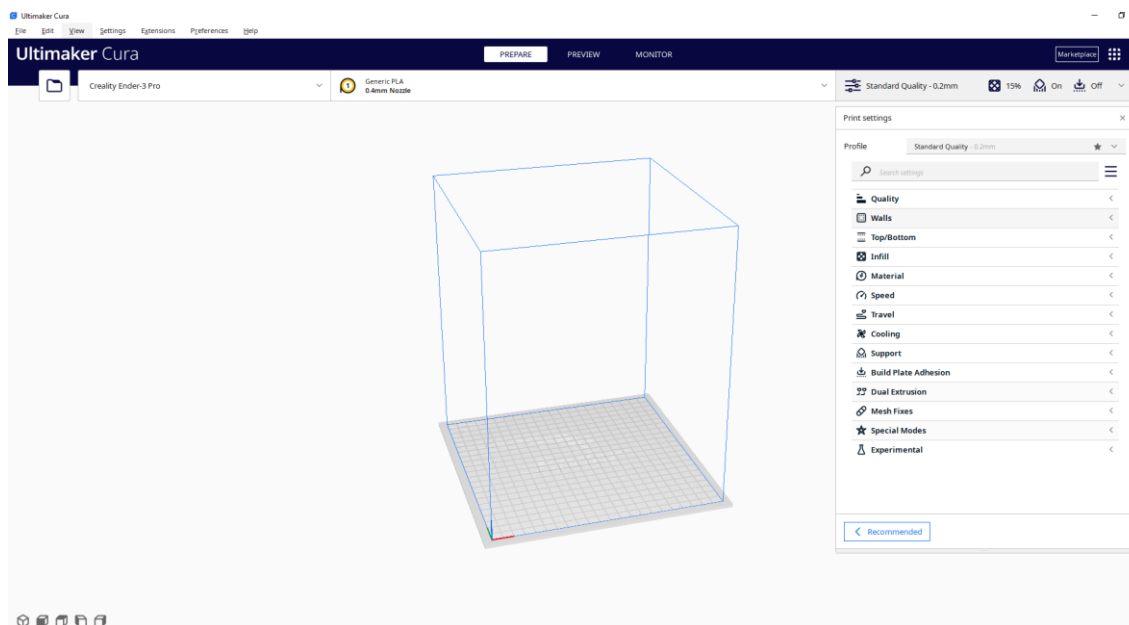 Ultimaker Cura
File Edit View Settings Extensions Preferences Help
Ultimaker Cura PREPARE PREVIEW MONITOR Marketplace
Creality Ender-3 Pro
1
Generic PLA
0.4mm Nozzle
Standard Quality - 0.2mm 15% On Off
Print settings
Profile Standard Quality - 0.2mm
Search settings
Quality
Walls
Top/Bottom
Infill
Material
Speed
Travel
Cooling
Support
Build Plate Adhesion
Dual Extrusion
Mesh Fixes
Special Modes
Experimental
Recommended